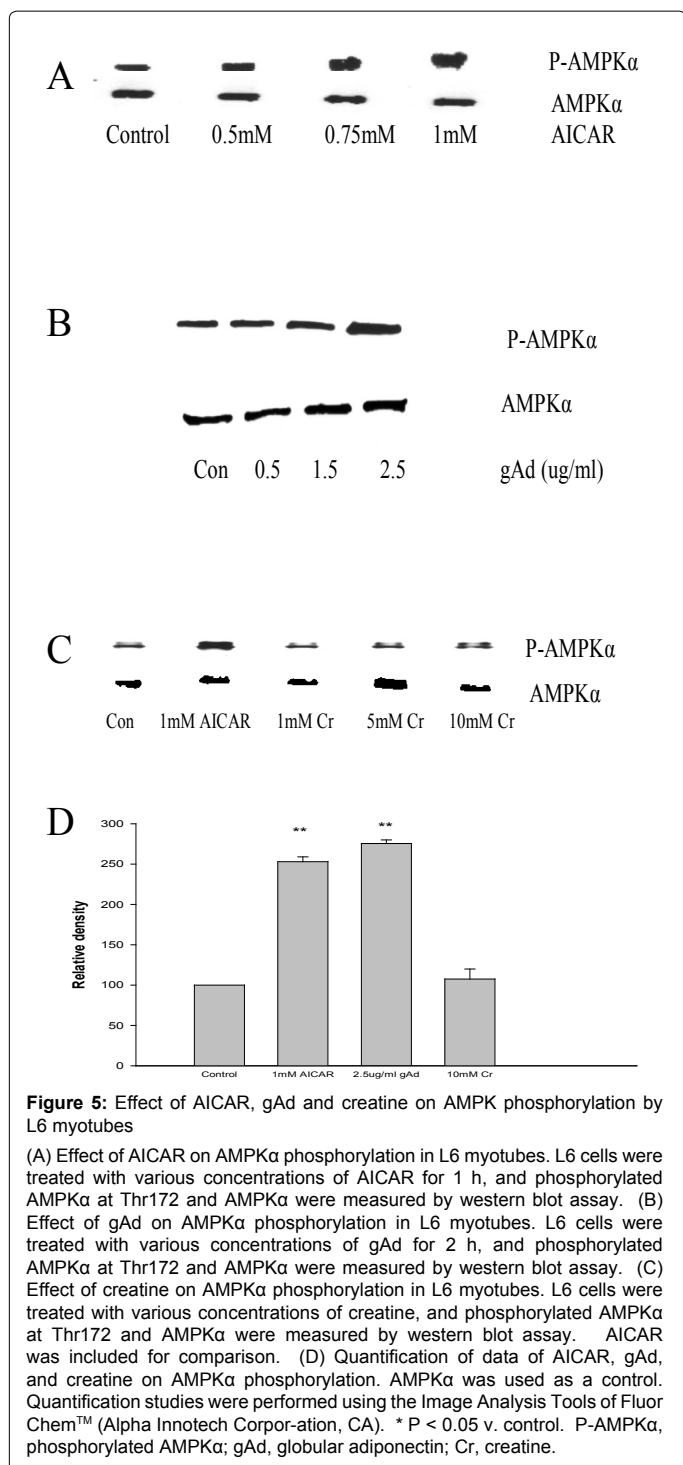 A
P-AMPKα
AMPKα
Control 0.5mM 0.75mM 1mM AICAR
B
P-AMPKα
AMPKα
Con 0.5 1.5 2.5 gAd (ug/ml)
C
P-AMPKα
AMPKα
Con 1mM AICAR 1mM Cr 5mM Cr 10mM Cr
D
300
250
200
150
100
50
0
Relative density
** **
Control 1mM AICAR 2.5ug/ml gAd 10mM Cr
Figure 5: Effect of AICAR, gAd and creatine on AMPK phosphorylation by
L6 myotubes
(A) Effect of AICAR on AMPKα phosphorylation in L6 myotubes. L6 cells were
treated with various concentrations of AICAR for 1 h, and phosphorylated
AMPKα at Thr172 and AMPKα were measured by western blot assay. (B)
Effect of gAd on AMPKα phosphorylation in L6 myotubes. L6 cells were
treated with various concentrations of gAd for 2 h, and phosphorylated
AMPKα at Thr172 and AMPKα were measured by western blot assay. (C)
Effect of creatine on AMPKα phosphorylation in L6 myotubes. L6 cells were
treated with various concentrations of creatine, and phosphorylated AMPKα
at Thr172 and AMPKα were measured by western blot assay. AICAR
was included for comparison. (D) Quantification of data of AICAR, gAd,
and creatine on AMPKα phosphorylation. AMPKα was used as a control.
Quantification studies were performed using the Image Analysis Tools of Fluor
Chem™ (Alpha Innotech Corpor-ation, CA). * P < 0.05 v. control. P-AMPKα,
phosphorylated AMPKα; gAd, globular adiponectin; Cr, creatine.